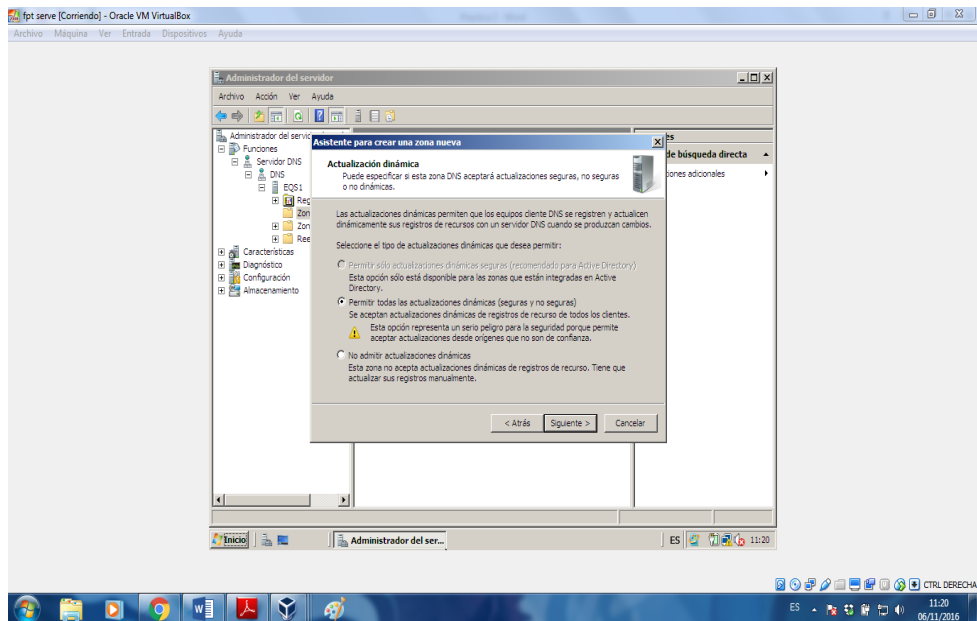 fpt serve [Corriendo] - Oracle VM VirtualBox
Archivo Máquina Ver Entrada Dispositivos Ayuda
Administrador del servidor
Archivo Acción Ver Ayuda
Administrador del servic
Funciones
Servidor DNS
DNS
EQS1
Reg
Zon
Zon
Ree
Características
Diagnóstico
Configuración
Almacenamiento
es
de búsqueda directa
iones adicionales
Asistente para crear una zona nueva
Actualización dinámica
Puede especificar si esta zona DNS aceptará actualizaciones seguras, no seguras
o no dinámicas.
Las actualizaciones dinámicas permiten que los equipos cliente DNS se registren y actualicen
dinámicamente sus registros de recursos con un servidor DNS cuando se produzcan cambios.
Seleccione el tipo de actualizaciones dinámicas que desea permitir:
Permitir sólo actualizaciones dinámicas seguras (recomendado para Active Directory)
Esta opción sólo está disponible para las zonas que están integradas en Active
Directory.
Permitir todas las actualizaciones dinámicas (seguras y no seguras)
Se aceptan actualizaciones dinámicas de registros de recurso de todos los clientes.
Esta opción representa un serio peligro para la seguridad porque permite
aceptar actualizaciones desde orígenes que no son de confianza.
No admitir actualizaciones dinámicas
Esta zona no acepta actualizaciones dinámicas de registros de recurso. Tiene que
actualizar sus registros manualmente.
< Atrás Siguiente > Cancelar
Inicio Administrador del ser... ES 11:20
CTRL DERECHA
ES 11:20
06/11/2016